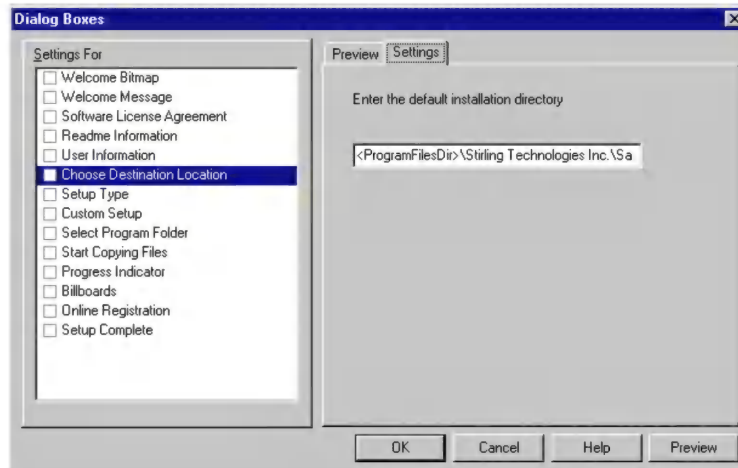 Dialog Boxes
Settings For
Welcome Bitmap
Welcome Message
Software License Agreement
Readme Information
User Information
Choose Destination Location
Setup Type
Custom Setup
Select Program Folder
Start Copying Files
Progress Indicator
Billboards
Online Registration
Setup Complete
Preview Settings
Enter the default installation directory
<ProgramFilesDir>\Stirling Technologies Inc.\Sa
OK Cancel Help Preview